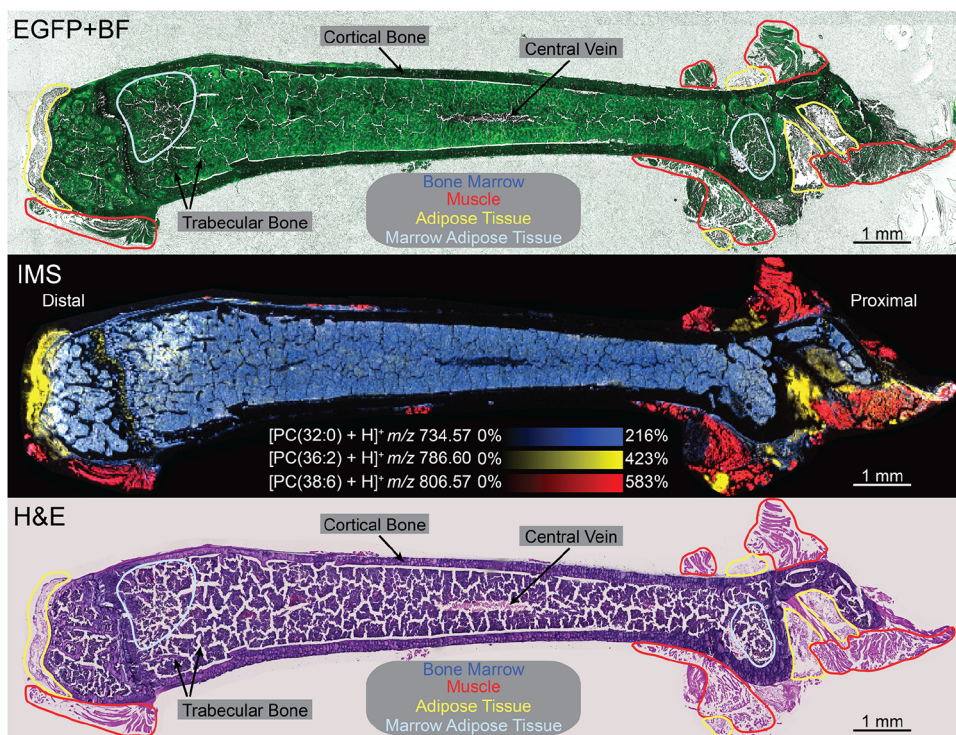 EGFP+BF
Cortical Bone
Central Vein
Trabecular Bone
Bone Marrow
Muscle
Adipose Tissue
Marrow Adipose Tissue
1 mm
IMS
Distal
Proximal
[PC(32:0) + H]⁺ m/z 734.57 0% 216%
[PC(36:2) + H]⁺ m/z 786.60 0% 423%
[PC(38:6) + H]⁺ m/z 806.57 0% 583%
1 mm
H&E
Cortical Bone
Central Vein
Trabecular Bone
Bone Marrow
Muscle
Adipose Tissue
Marrow Adipose Tissue
1 mm